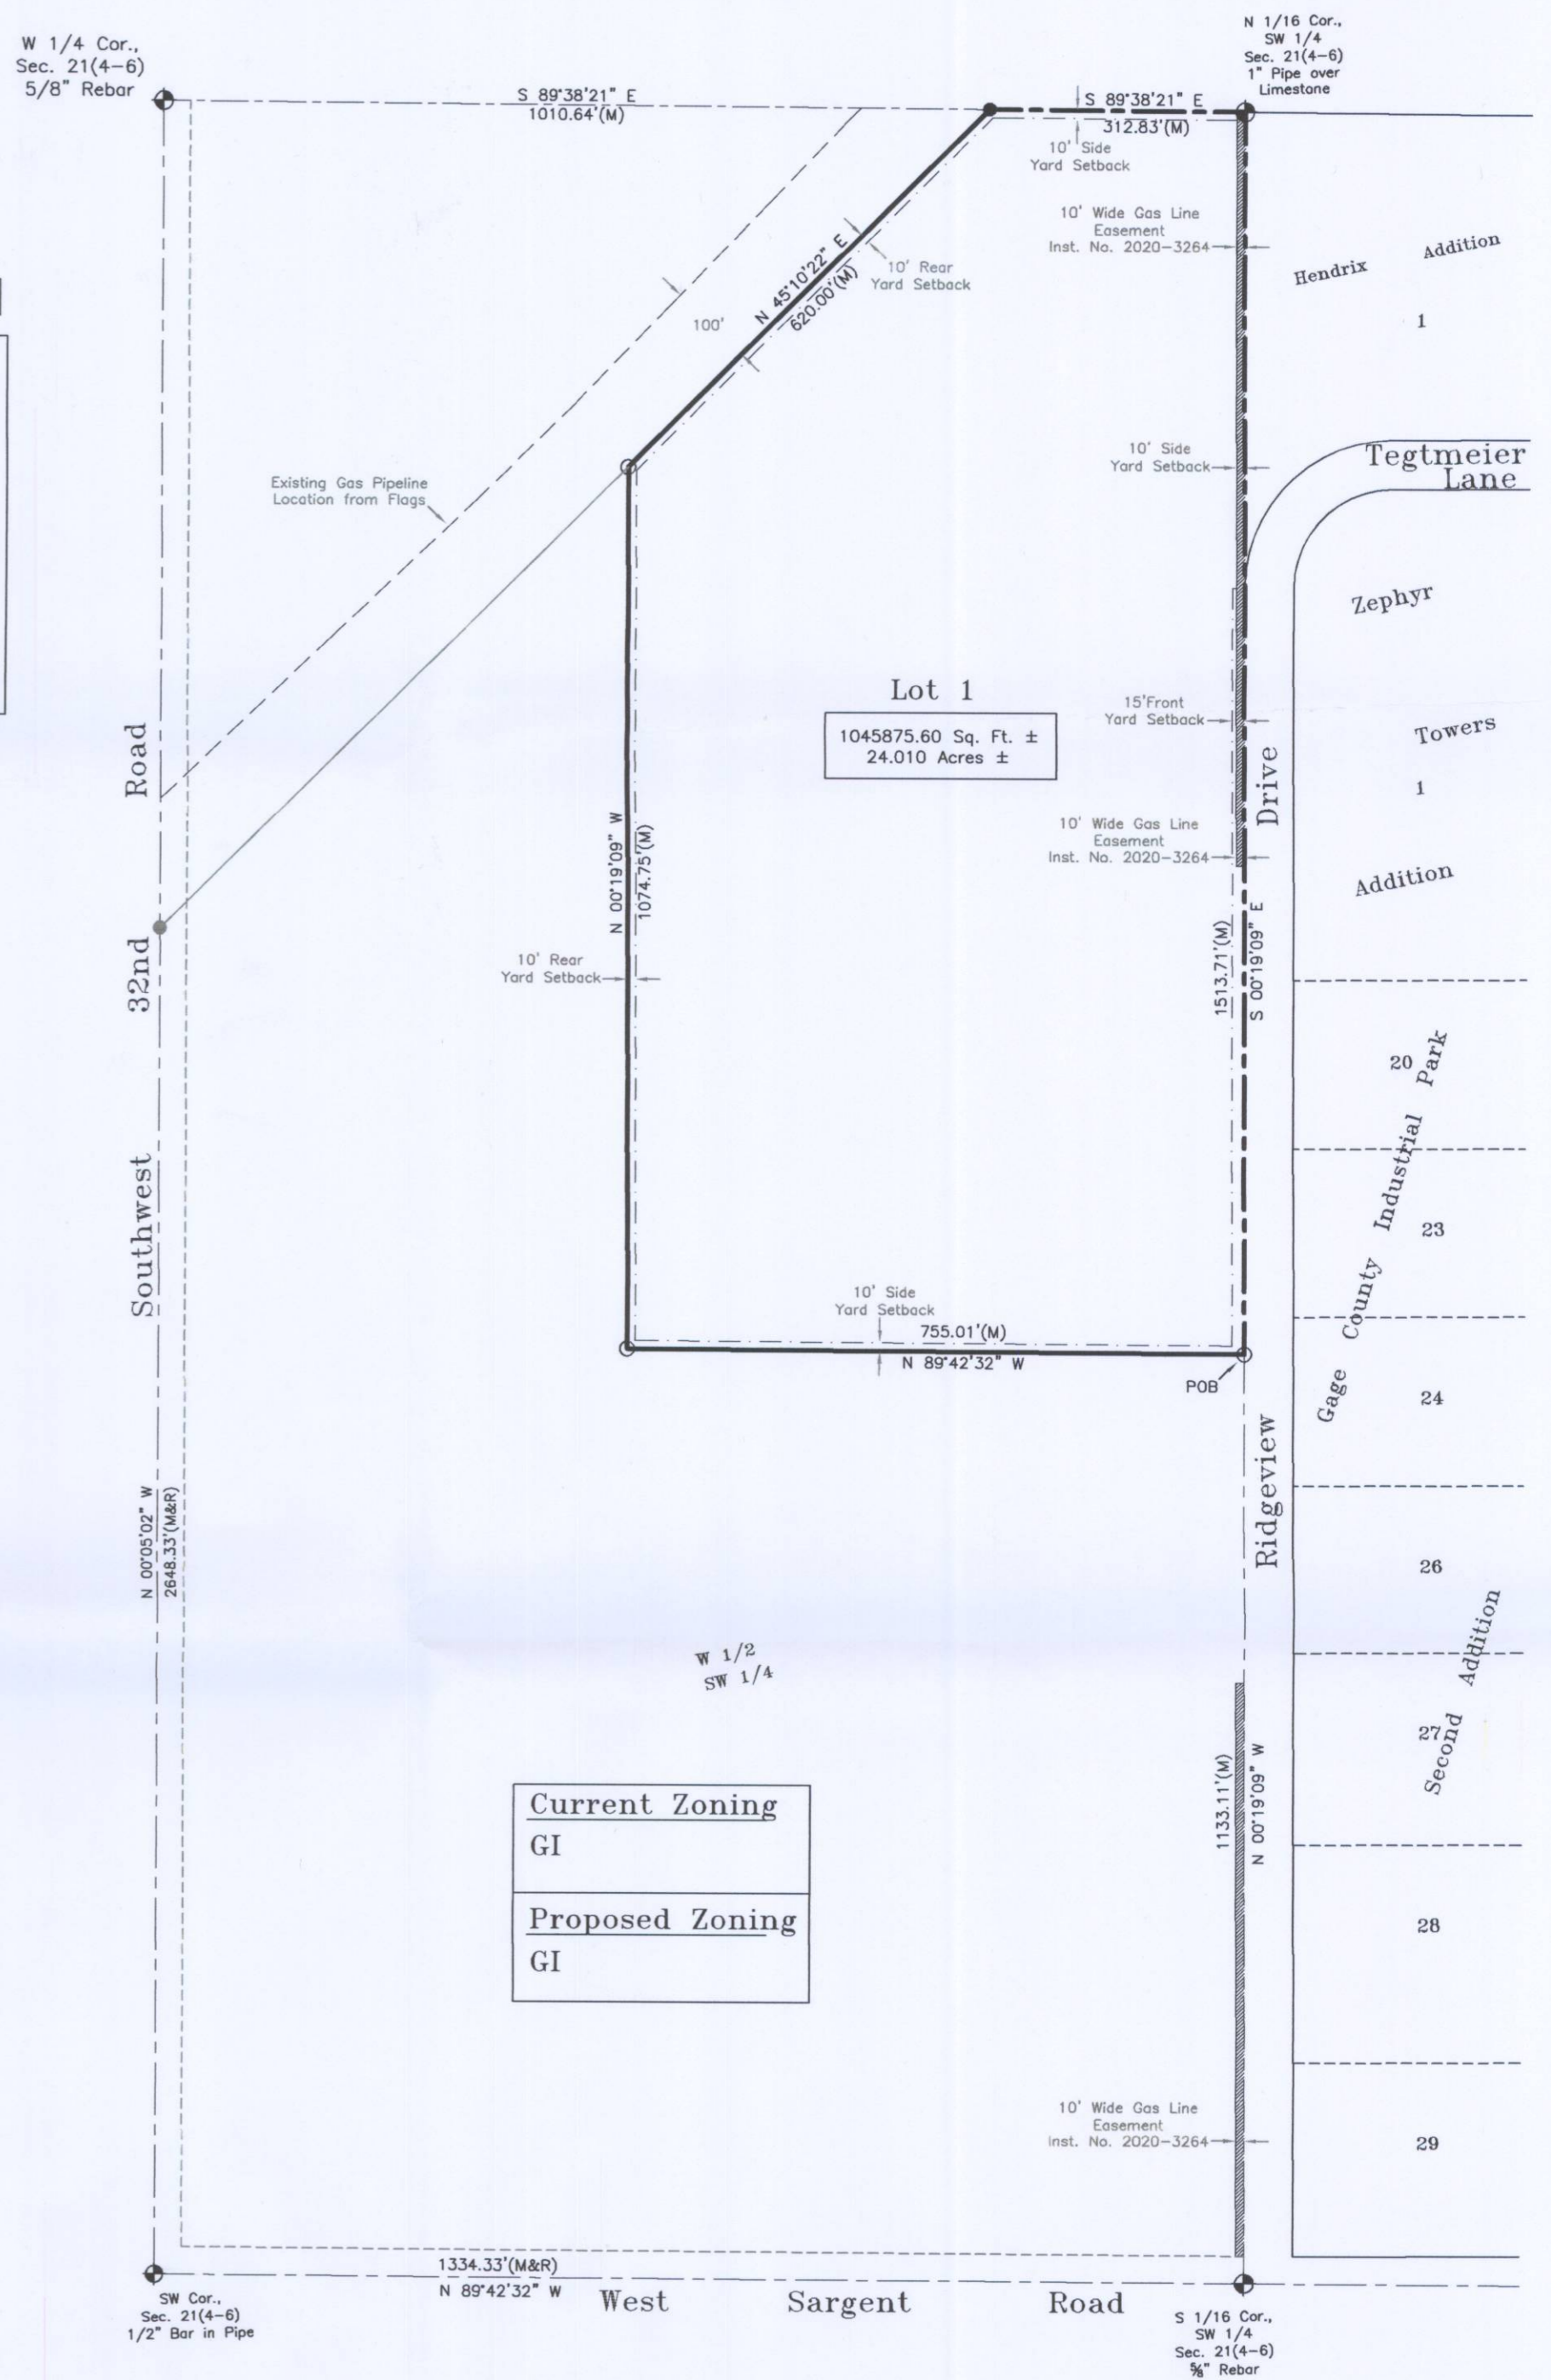 W 1/4 Cor.,
Sec. 21(4-6)
5/8" Rebar
N 1/16 Cor.,
SW 1/4
Sec. 21(4-6)
1" Pipe over
Limestone
S 89°38'21" E
1010.64'(M)
S 89°38'21" E
312.83'(M)
10' Side
Yard Setback
10' Wide Gas Line
Easement
Inst. No. 2020-3264
Hendrix Addition
1
N 45°10'22" E
620.00'(M)
10' Rear
Yard Setback
100'
10' Side
Yard Setback
Tegtmeier
Lane
Existing Gas Pipeline
Location from Flags
Zephyr
Towers
1
Addition
Lot 1
1045875.60 Sq. Ft. ±
24.010 Acres ±
15'Front
Yard Setback
10' Wide Gas Line
Easement
Inst. No. 2020-3264
N 00°19'09" W
1074.75'(M)
10' Rear
Yard Setback
1513.71'(M)
S 00°19'09" E
Southwest 32nd Road
Ridgeview Drive
Gage County Industrial Park
Second Addition
20
23
24
26
27
28
29
10' Side
Yard Setback
755.01'(M)
N 89°42'32" W
POB
N 00°05'02" W
2648.33'(M&R)
W 1/2
SW 1/4
1133.11'(M)
N 00°19'09" W
Current Zoning
GI
Proposed Zoning
GI
10' Wide Gas Line
Easement
Inst. No. 2020-3264
1334.33'(M&R)
N 89°42'32" W
West Sargent Road
SW Cor.,
Sec. 21(4-6)
1/2" Bar in Pipe
S 1/16 Cor.,
SW 1/4
Sec. 21(4-6)
⅝" Rebar